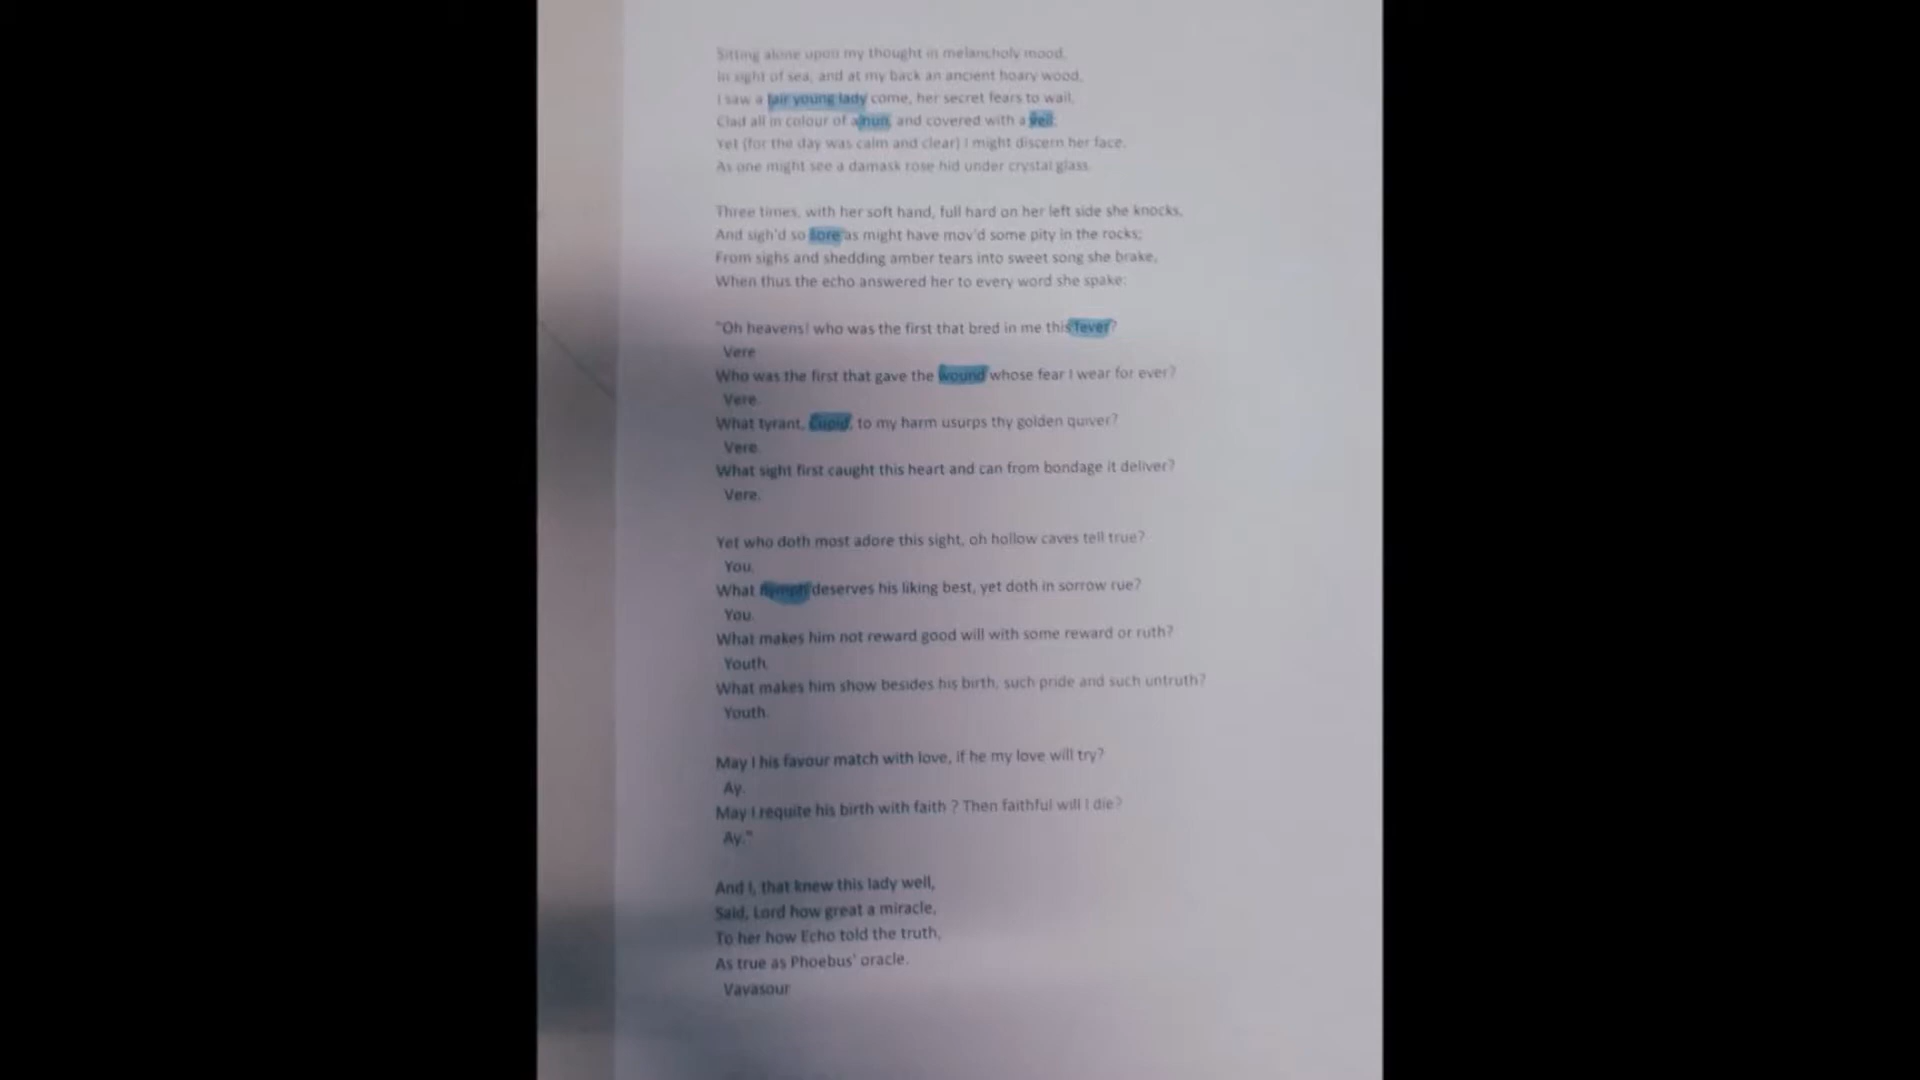 Sitting alone upon my thought in melancholy mood,
In sight of sea, and at my back an ancient hoary wood,
I saw a fair young lady come, her secret fears to wail,
Clad all in colour of a nun, and covered with a veil;
Yet (for the day was calm and clear) I might discern her face,
As one might see a damask rose hid under crystal glass.
Three times, with her soft hand, full hard on her left side she knocks,
And sigh'd so sore as might have mov'd some pity in the rocks;
From sighs and shedding amber tears into sweet song she brake,
When thus the echo answered her to every word she spake:
"Oh heavens! who was the first that bred in me this fever?
Vere
Who was the first that gave the wound whose fear I wear for ever?
Vere.
What tyrant, Cupid, to my harm usurps thy golden quiver?
Vere.
What sight first caught this heart and can from bondage it deliver?
Vere.
Yet who doth most adore this sight, oh hollow caves tell true?
You.
What nymph deserves his liking best, yet doth in sorrow rue?
You.
What makes him not reward good will with some reward or ruth?
Youth.
What makes him show besides his birth, such pride and such untruth?
Youth.
May I his favour match with love, if he my love will try?
Ay.
May I requite his birth with faith ? Then faithful will I die?
Ay."
And I, that knew this lady well,
Said, Lord how great a miracle,
To her how Echo told the truth,
As true as Phoebus' oracle.
Vavasour